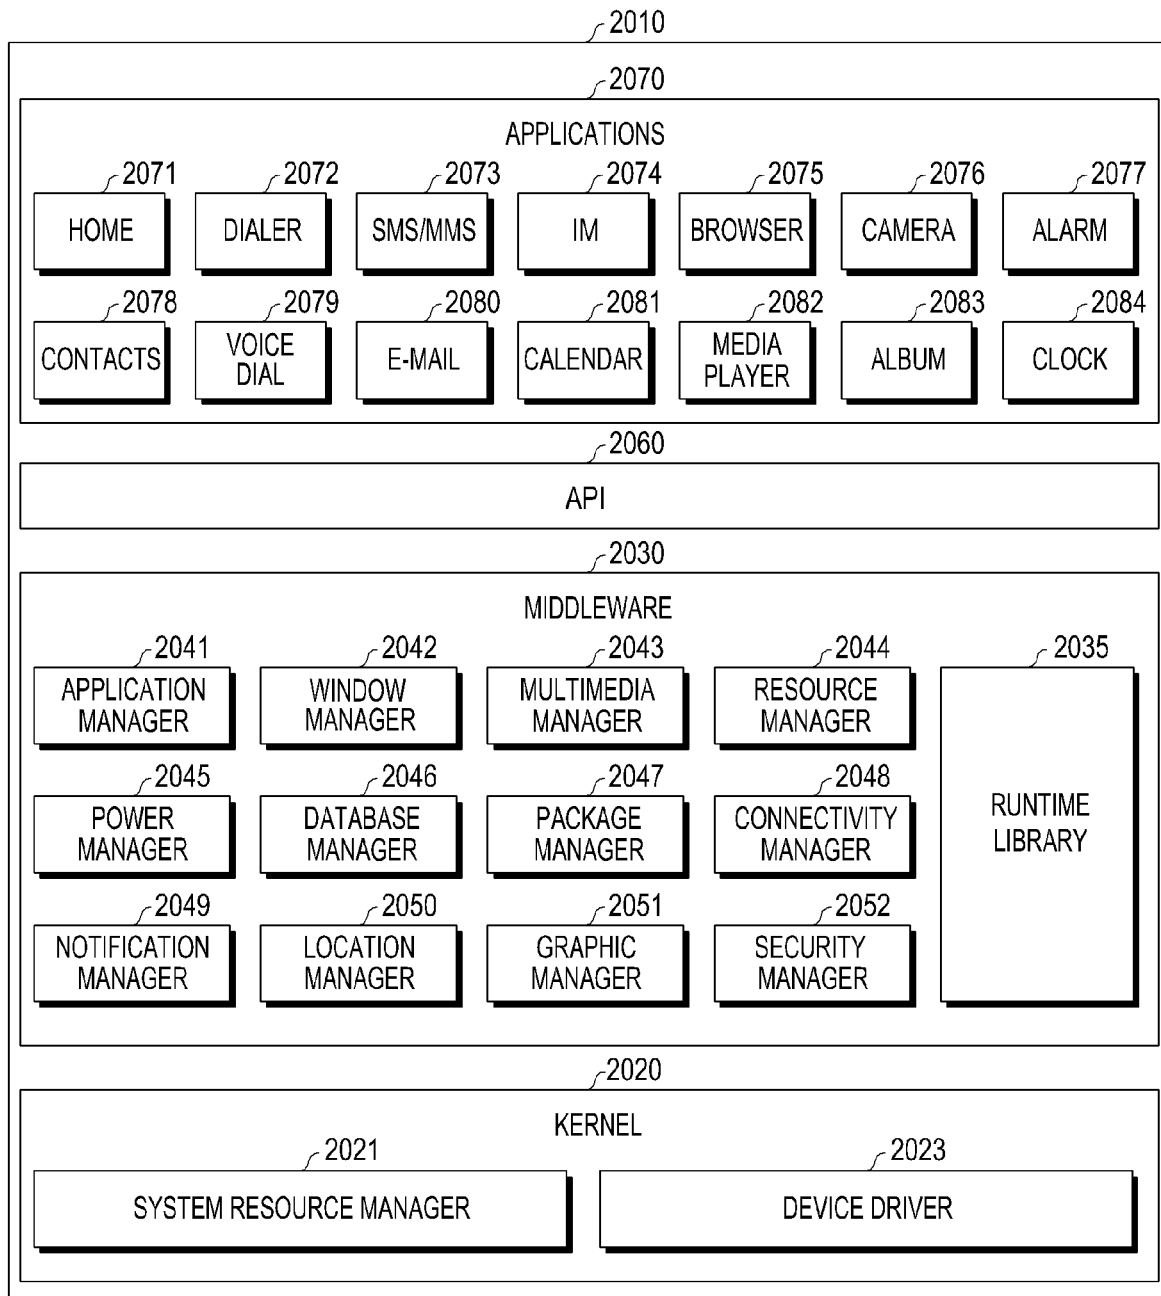 2010
2070
APPLICATIONS
2071 2072 2073 2074 2075 2076 2077
HOME DIALER SMS/MMS IM BROWSER CAMERA ALARM
2078 2079 2080 2081 2082 2083 2084
CONTACTS VOICE DIAL E-MAIL CALENDAR MEDIA PLAYER ALBUM CLOCK
2060
API
2030
MIDDLEWARE
2041 2042 2043 2044 2035
APPLICATION MANAGER WINDOW MANAGER MULTIMEDIA MANAGER RESOURCE MANAGER
2045 2046 2047 2048
POWER MANAGER DATABASE MANAGER PACKAGE MANAGER CONNECTIVITY MANAGER RUNTIME LIBRARY
2049 2050 2051 2052
NOTIFICATION MANAGER LOCATION MANAGER GRAPHIC MANAGER SECURITY MANAGER
2020
KERNEL
2021 2023
SYSTEM RESOURCE MANAGER DEVICE DRIVER